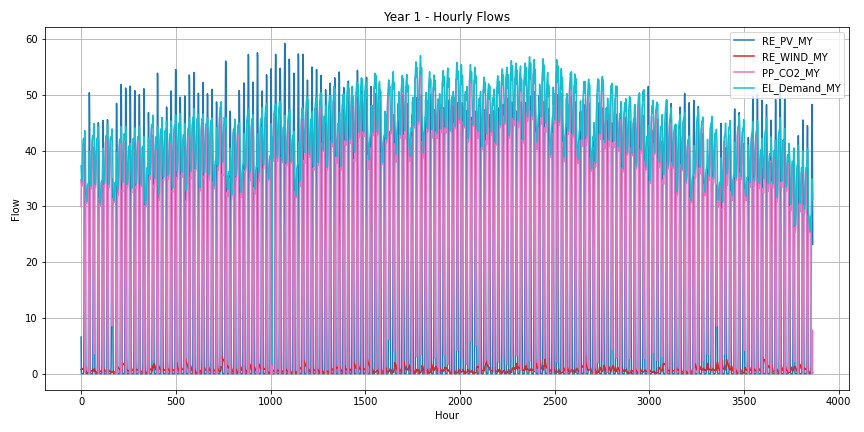 Year 1 - Hourly Flows
RE_PV_MY
RE_WIND_MY
PP_CO2_MY
EL_Demand_MY
Flow
60
50
40
30
20
10
0
0
500
1000
1500
2000
2500
3000
3500
4000
Hour